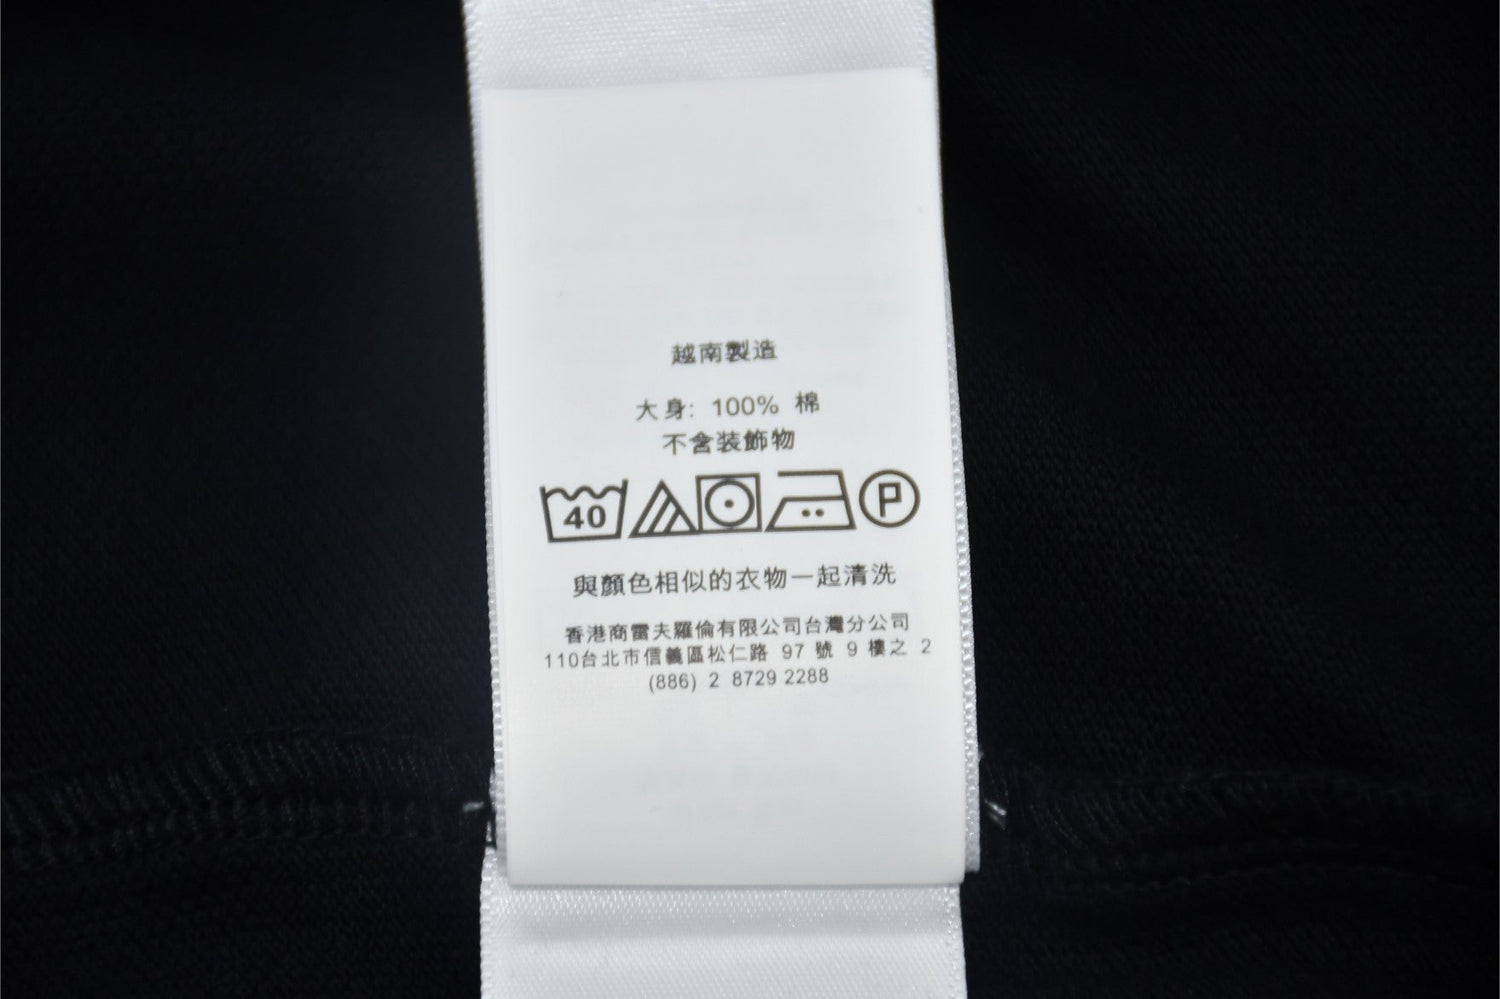 越南製造
大身: 100% 棉
不含装飾物
40 P
與顏色相似的衣物一起清洗
香港商雷夫羅倫有限公司台灣分公司
110台北市信義區松仁路 97 號 9 樓之 2
(886) 2 8729 2288